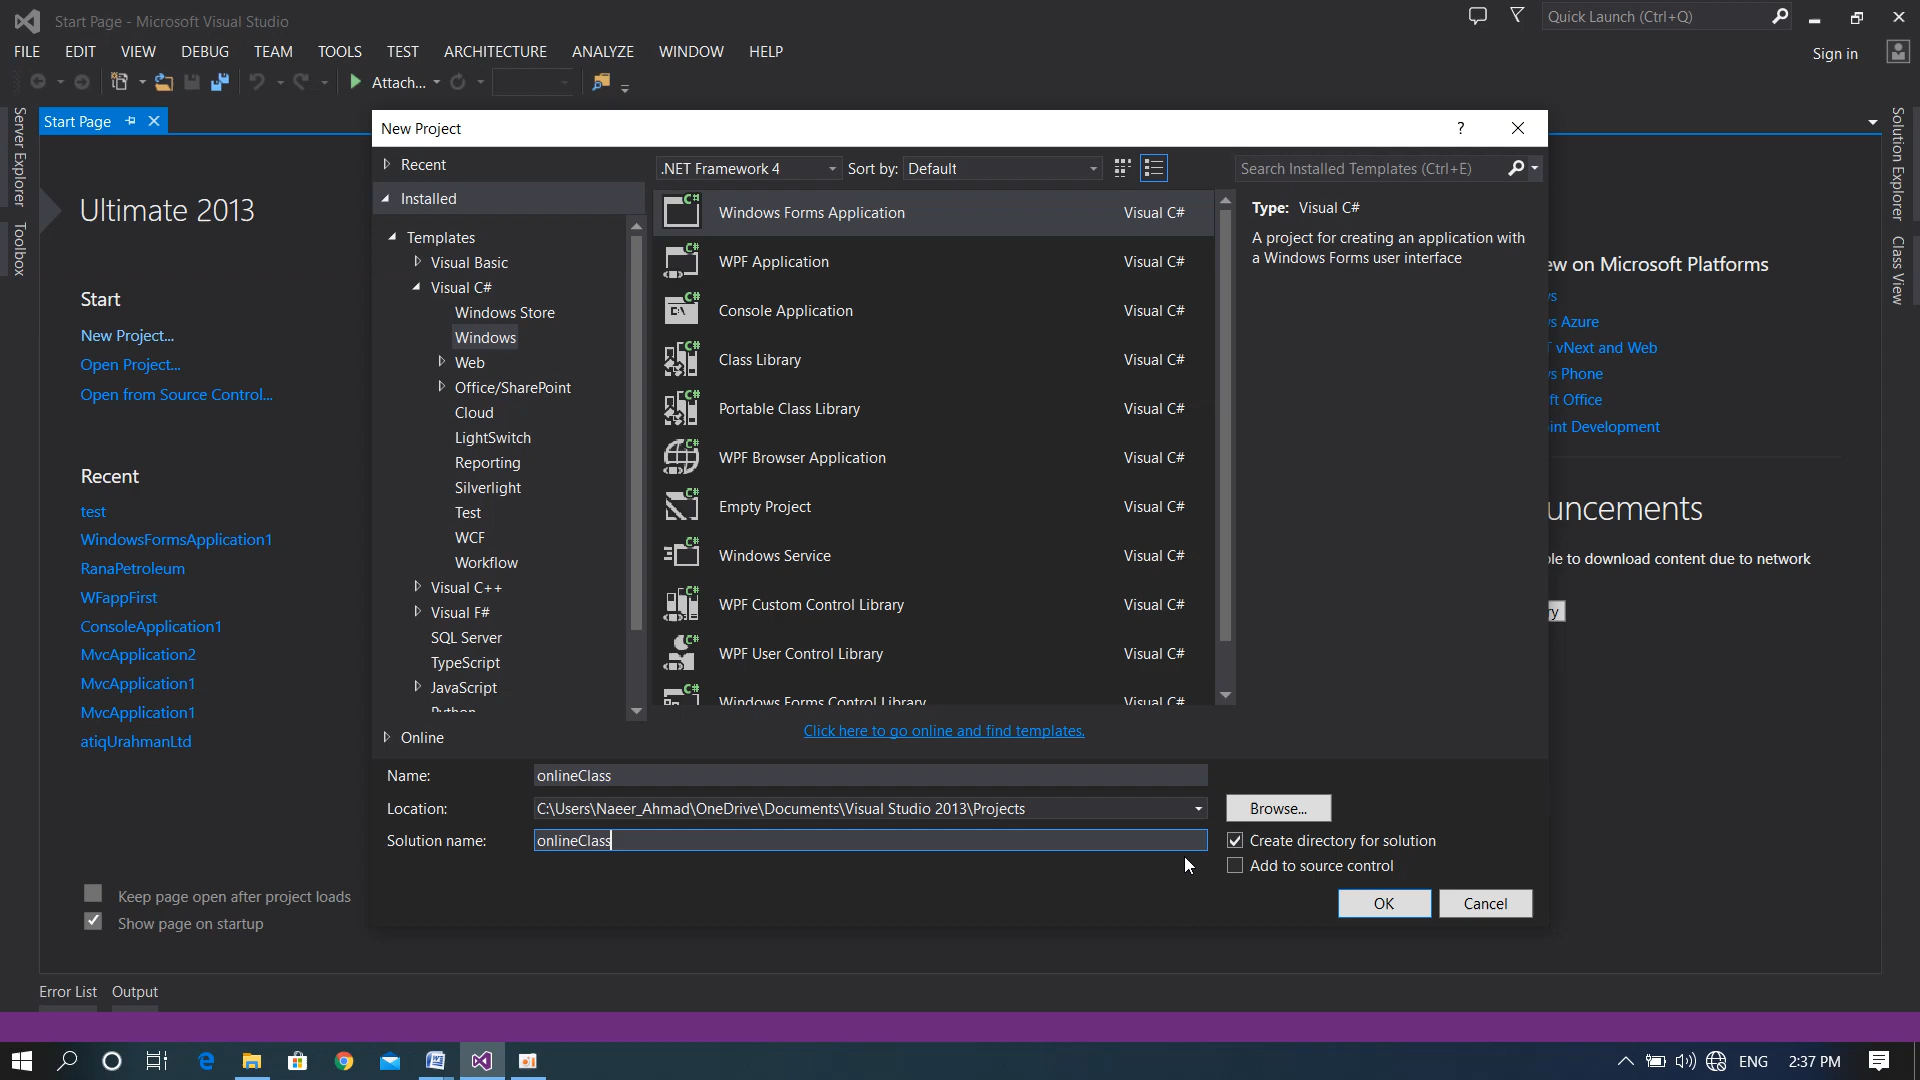 Start Page - Microsoft Visual Studio
Quick Launch (Ctrl+Q)
FILE EDIT VIEW DEBUG TEAM TOOLS TEST ARCHITECTURE ANALYZE WINDOW HELP
Sign in
Attach...
Server Explorer
Toolbox
Solution Explorer
Class View
Start Page
Ultimate 2013
Start
New Project...
Open Project...
Open from Source Control...
Recent
test
WindowsFormsApplication1
RanaPetroleum
WFappFirst
ConsoleApplication1
MvcApplication2
MvcApplication1
MvcApplication1
atiqUrahmanLtd
Keep page open after project loads
Show page on startup
New Project
?
Recent
Installed
Templates
Visual Basic
Visual C#
Windows Store
Windows
Web
Office/SharePoint
Cloud
LightSwitch
Reporting
Silverlight
Test
WCF
Workflow
Visual C++
Visual F#
SQL Server
TypeScript
JavaScript
Python
Online
.NET Framework 4
Sort by: Default
Search Installed Templates (Ctrl+E)
Windows Forms Application Visual C#
WPF Application Visual C#
Console Application Visual C#
Class Library Visual C#
Portable Class Library Visual C#
WPF Browser Application Visual C#
Empty Project Visual C#
Windows Service Visual C#
WPF Custom Control Library Visual C#
WPF User Control Library Visual C#
Windows Forms Control Library Visual C#
Click here to go online and find templates.
Type: Visual C#
A project for creating an application with
a Windows Forms user interface
Name: onlineClass
Location: C:\Users\Naeer_Ahmad\OneDrive\Documents\Visual Studio 2013\Projects
Browse...
Solution name: onlineClass
Create directory for solution
Add to source control
OK
Cancel
ew on Microsoft Platforms
s
s Azure
T vNext and Web
s Phone
ft Office
int Development
uncements
ble to download content due to network
ry
Error List Output
ENG 2:37 PM